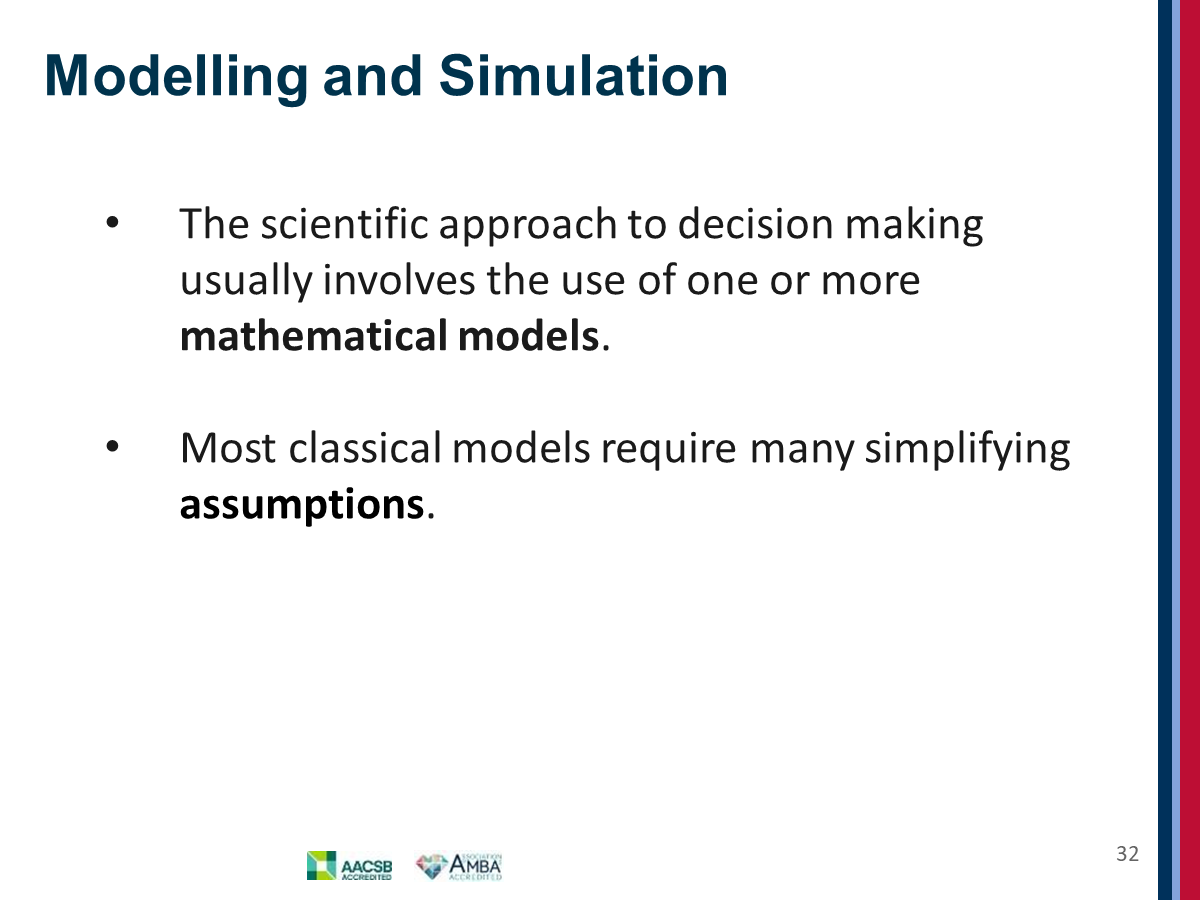 Modelling and Simulation
• The scientific approach to decision making
usually involves the use of one or more
mathematical models.
• Most classical models require many simplifying
assumptions.
AACSB
ACCREDITED
ASSOCIATION
AMBA
ACCREDITED
32